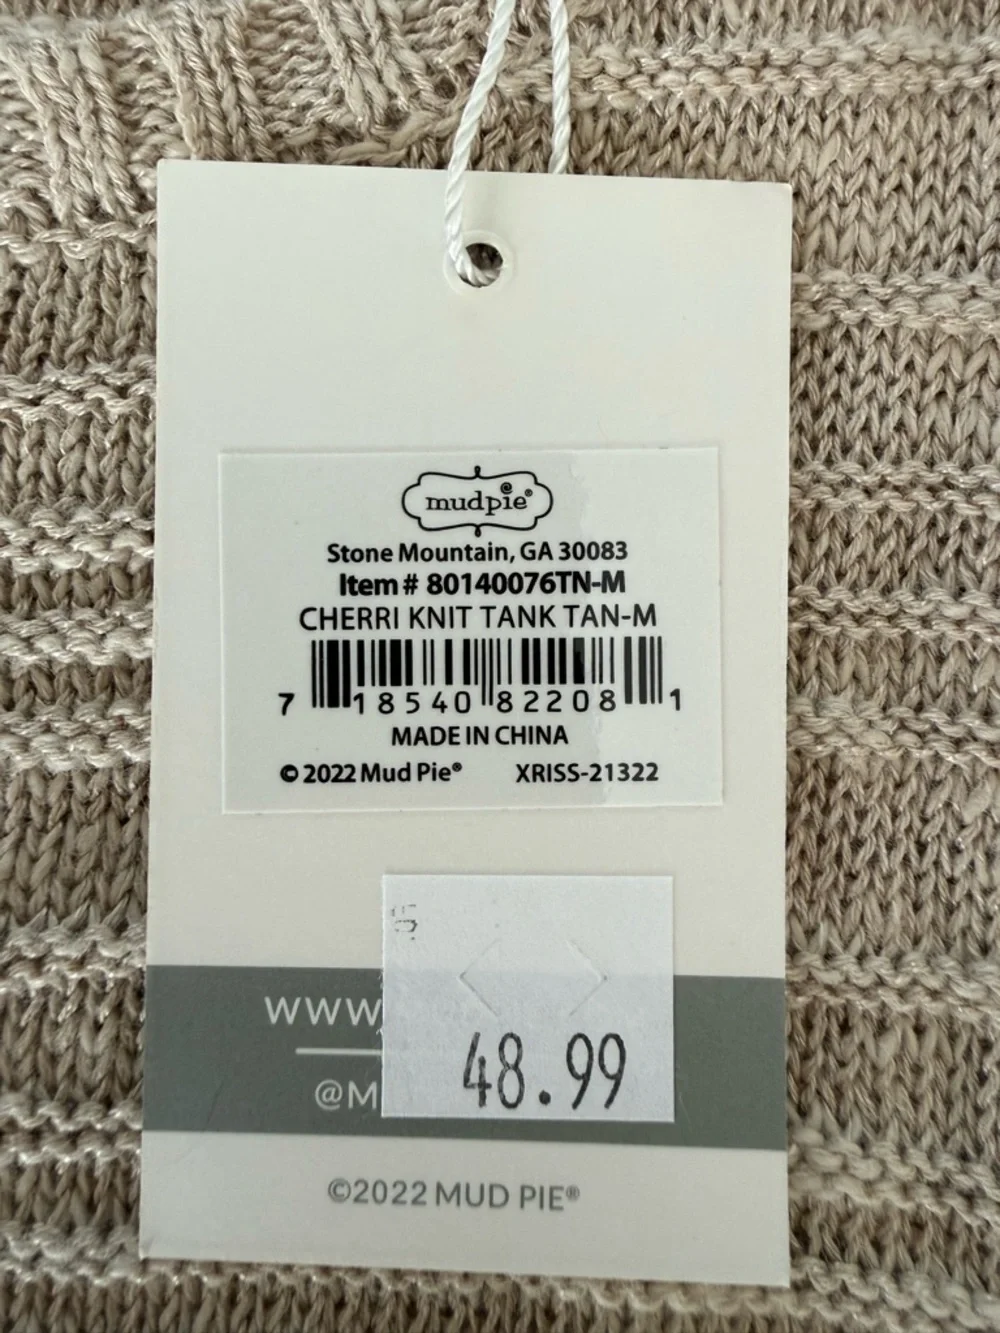 mudpie®
Stone Mountain, GA 30083
Item # 80140076TN-M
CHERRI KNIT TANK TAN-M
7 18540 82208 1
MADE IN CHINA
© 2022 Mud Pie® XRISS-21322
WWW
48.99
@M
©2022 MUD PIE®